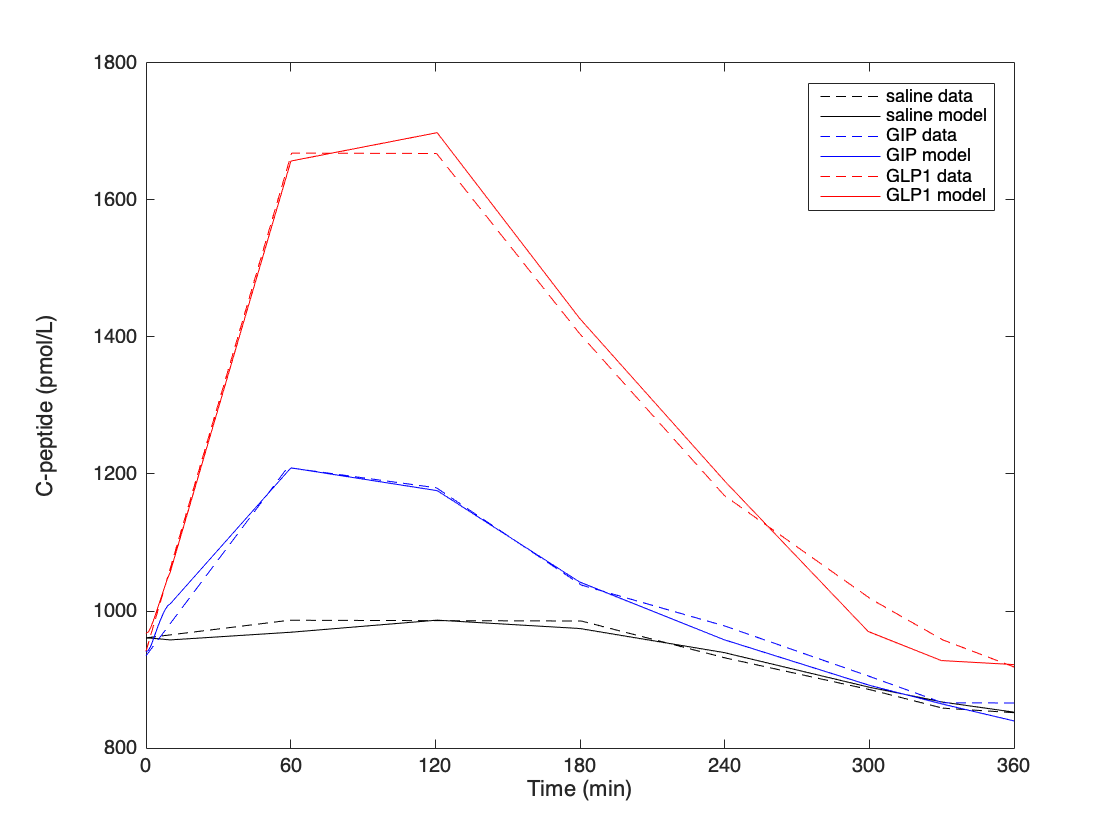 1800
saline data
saline model
GIP data
GIP model
GLP1 data
GLP1 model
1600
1400
C-peptide (pmol/L)
1200
1000
800
0 60 120 180 240 300 360
Time (min)